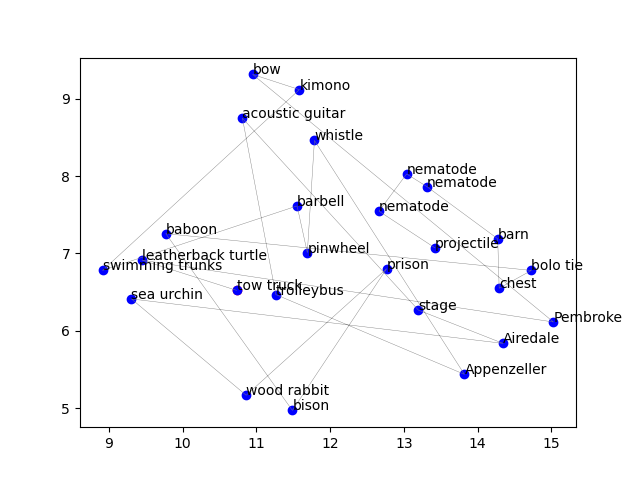 bow
kimono
acoustic guitar
whistle
nematode
nematode
nematode
barbell
baboon
barn
projectile
pinwheel
leatherback turtle
swimming trunks
prison
bolo tie
tow truck
trolleybus
chest
sea urchin
stage
Pembroke
Airedale
Appenzeller
wood rabbit
bison
9
8
7
6
5
9 10 11 12 13 14 15